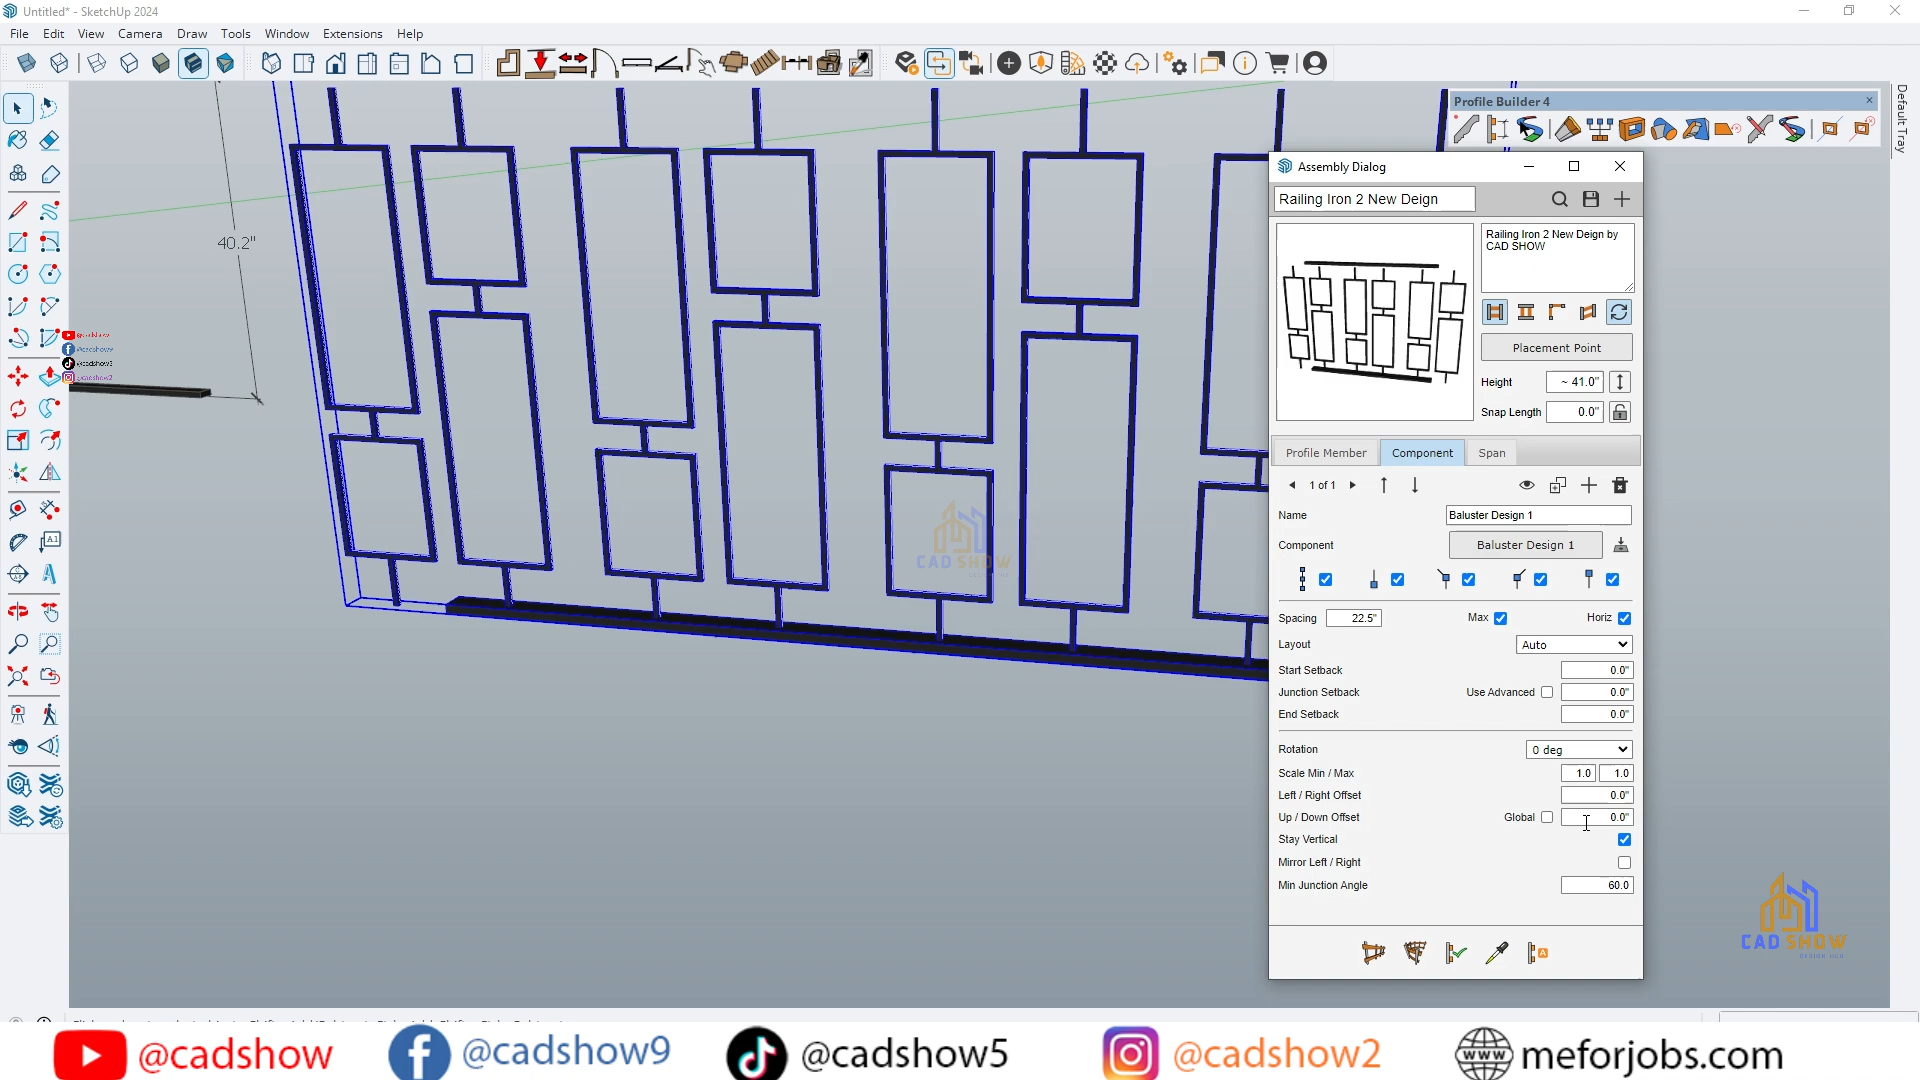 Untitled* - SketchUp 2024
File Edit View Camera Draw Tools Window Extensions Help
Default Tray
Profile Builder 4
Assembly Dialog
Railing Iron 2 New Deign
Railing Iron 2 New Deign by
CAD SHOW
40.2"
Placement Point
Height ~ 41.0"
Snap Length 0.0"
Profile Member Component Span
1 of 1
Name Baluster Design 1
Component Baluster Design 1
Spacing 22.5" Max Horiz
Layout Auto
Start Setback 0.0"
Junction Setback Use Advanced 0.0"
End Setback 0.0"
Rotation 0 deg
Scale Min / Max 1.0 1.0
Left / Right Offset 0.0"
Up / Down Offset Global 0.0"
Stay Vertical
Mirror Left / Right
Min Junction Angle 60.0
CAD SHOW
CAD SHOW
@cadshow
@cadshow9
@cadshow5
@cadshow2
@cadshow @cadshow9 @cadshow5 @cadshow2 meforjobs.com